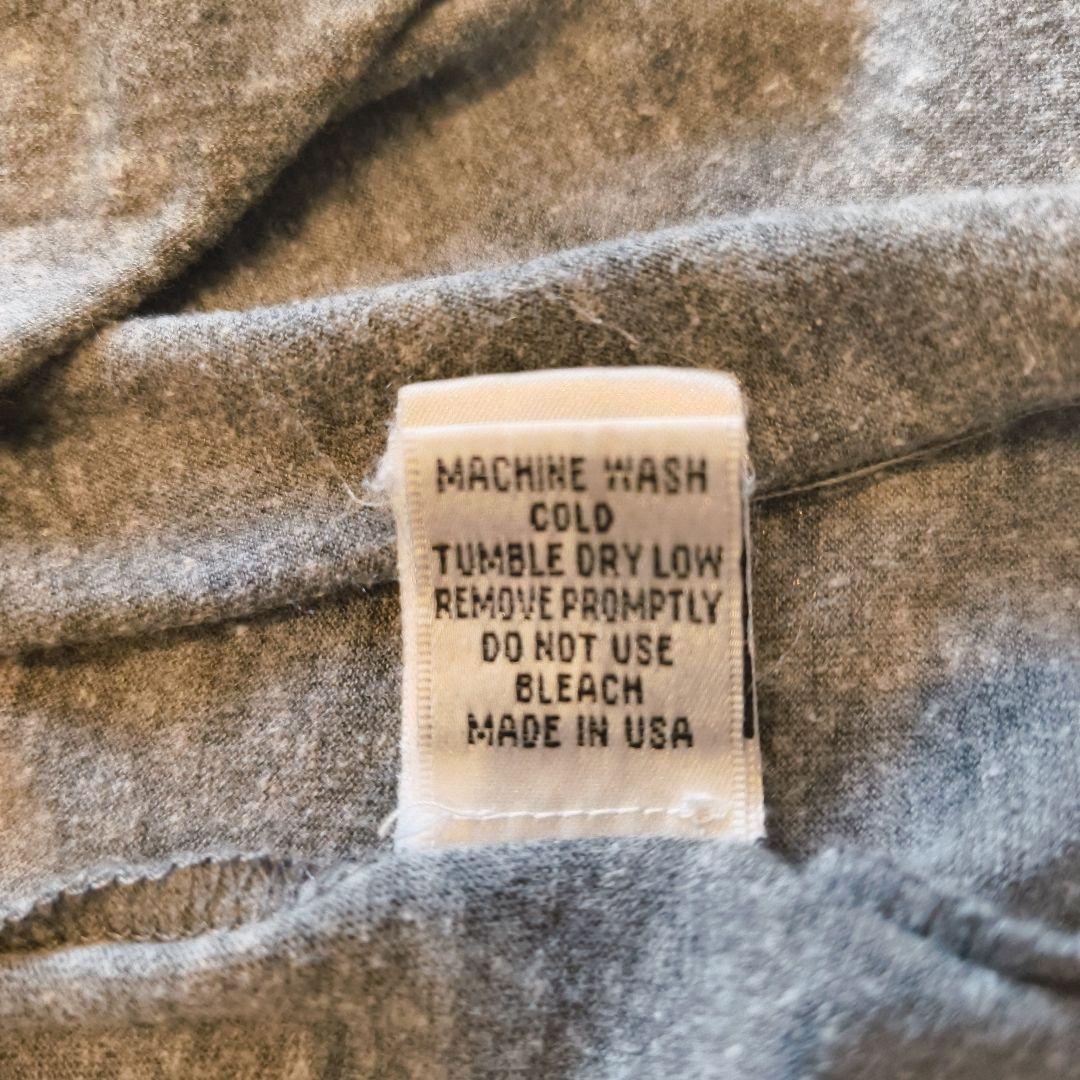 MACHINE WASH
COLD
TUMBLE DRY LOW
REMOVE PROMPTLY
DO NOT USE
BLEACH
MADE IN USA